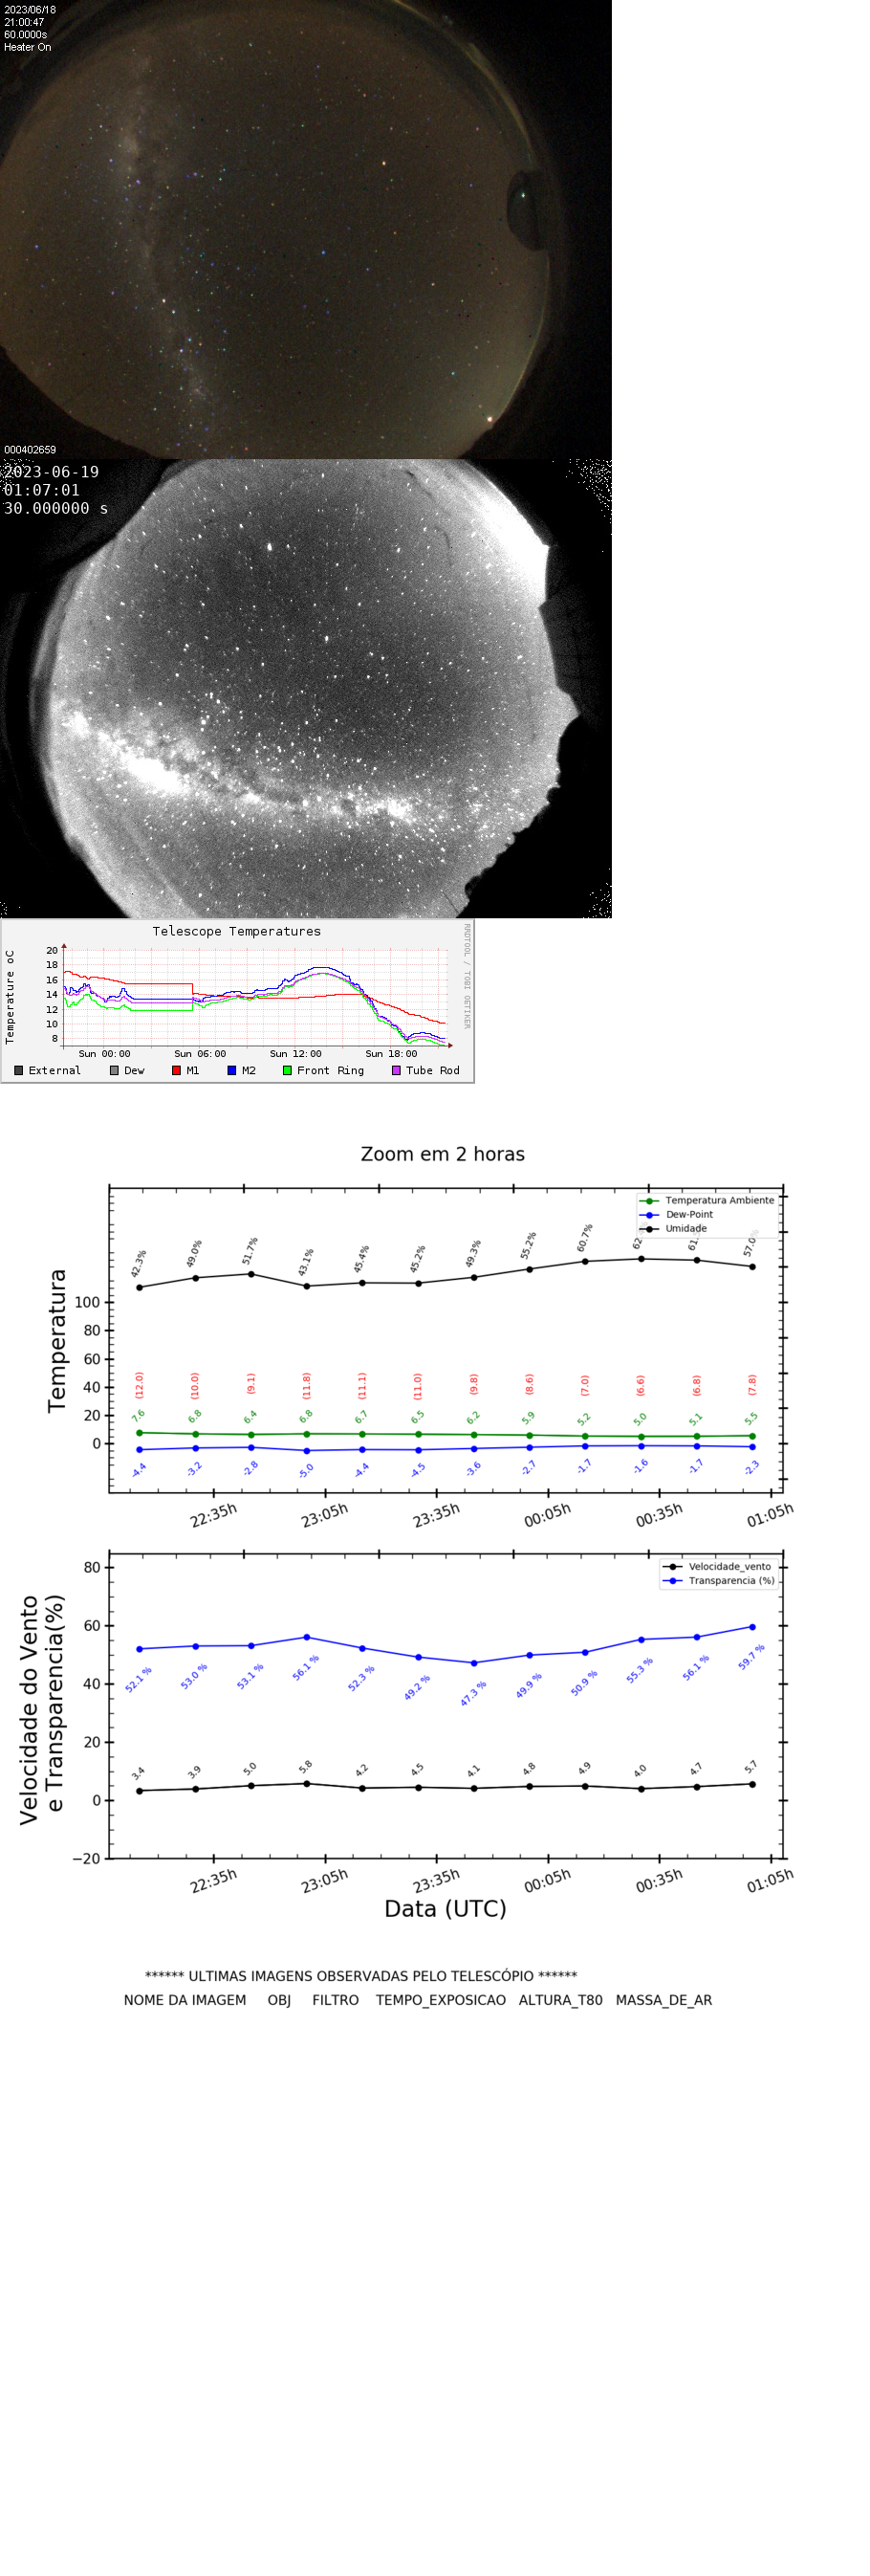 2023/06/18
21:00:47
60.0000s
Heater On
000402659
2023-06-19
01:07:01
30.000000 s
Telescope Temperatures
RRDTOOL / TOBI OETIKER
Temperature oC
20
18
16
14
12
10
8
Sun 00:00 Sun 06:00 Sun 12:00 Sun 18:00
External Dew M1 M2 Front Ring Tube Rod
Zoom em 2 horas
Temperatura Ambiente
Dew-Point
Umidade
42.3% 49.0% 51.7% 43.1% 45.4% 45.2% 49.3% 55.2% 60.7% 57.0%
Temperatura
100
80
60
40
20
0
(12.0) (10.0) (9.1) (11.8) (11.1) (11.0) (9.8) (8.6) (7.0) (6.6) (6.8) (7.8)
7.6 6.8 6.4 6.8 6.7 6.5 6.2 5.9 5.2 5.0 5.1 5.5
-4.4 -3.2 -2.8 -5.0 -4.4 -4.5 -3.6 -2.7 -1.7 -1.6 -1.7 -2.3
22:35h 23:05h 23:35h 00:05h 00:35h 01:05h
Velocidade_vento
Transparencia (%)
Velocidade do Vento
e Transparencia(%)
80
60
40
20
0
−20
52.1 % 53.0 % 53.1 % 56.1 % 52.3 % 49.2 % 47.3 % 49.9 % 50.9 % 55.3 % 56.1 % 59.7 %
3.4 3.9 5.0 5.8 4.2 4.5 4.1 4.8 4.9 4.0 4.7 5.7
22:35h 23:05h 23:35h 00:05h 00:35h 01:05h
Data (UTC)
****** ULTIMAS IMAGENS OBSERVADAS PELO TELESCÓPIO ******
NOME DA IMAGEM OBJ FILTRO TEMPO_EXPOSICAO ALTURA_T80 MASSA_DE_AR